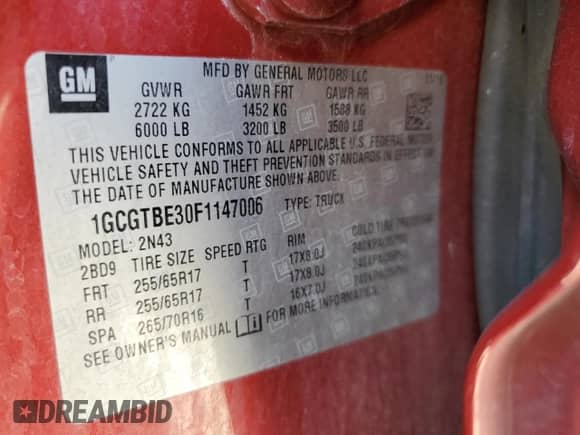 GM
MFD BY GENERAL MOTORS LLC
GVWR GAWR FRT GAWR RR
2722 KG 1452 KG 1588 KG
6000 LB 3200 LB 3500 LB
THIS VEHICLE CONFORMS TO ALL APPLICABLE U.S. FEDERAL MOTOR
VEHICLE SAFETY AND THEFT PREVENTION STANDARDS IN EFFECT ON
THE DATE OF MANUFACTURE SHOWN ABOVE.
1GCGTBE30F1147006 TYPE: TRUCK
MODEL: 2N43
2BD9 TIRE SIZE SPEED RTG RIM COLD TIRE PRESSURE
FRT 255/65R17 T 17X8.0J
RR 255/65R17 T 17X8.0J
SPA 265/70R16 T 16X7.0J
SEE OWNER'S MANUAL FOR MORE INFORMATION
DREAMBID